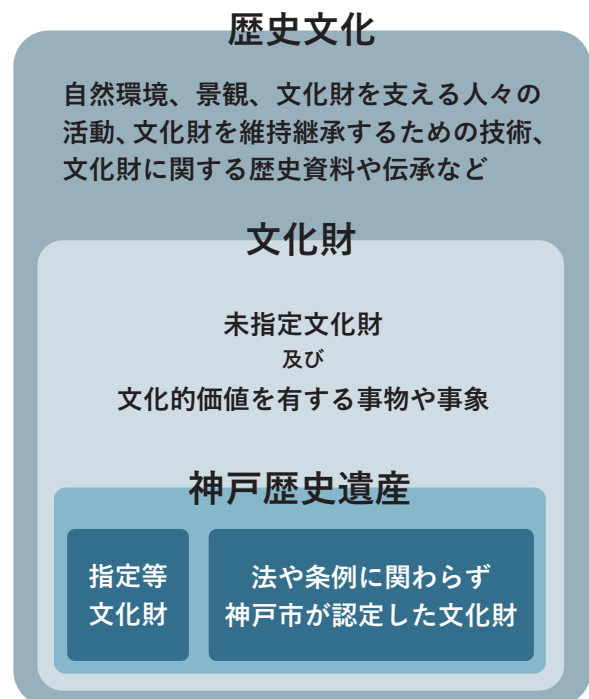 歴史文化
自然環境、景観、文化財を支える人々の
活動、文化財を維持継承するための技術、
文化財に関する歴史資料や伝承など
文化財
未指定文化財
及び
文化的価値を有する事物や事象
神戸歴史遺産
指定等
文化財
法や条例に関わらず
神戸市が認定した文化財